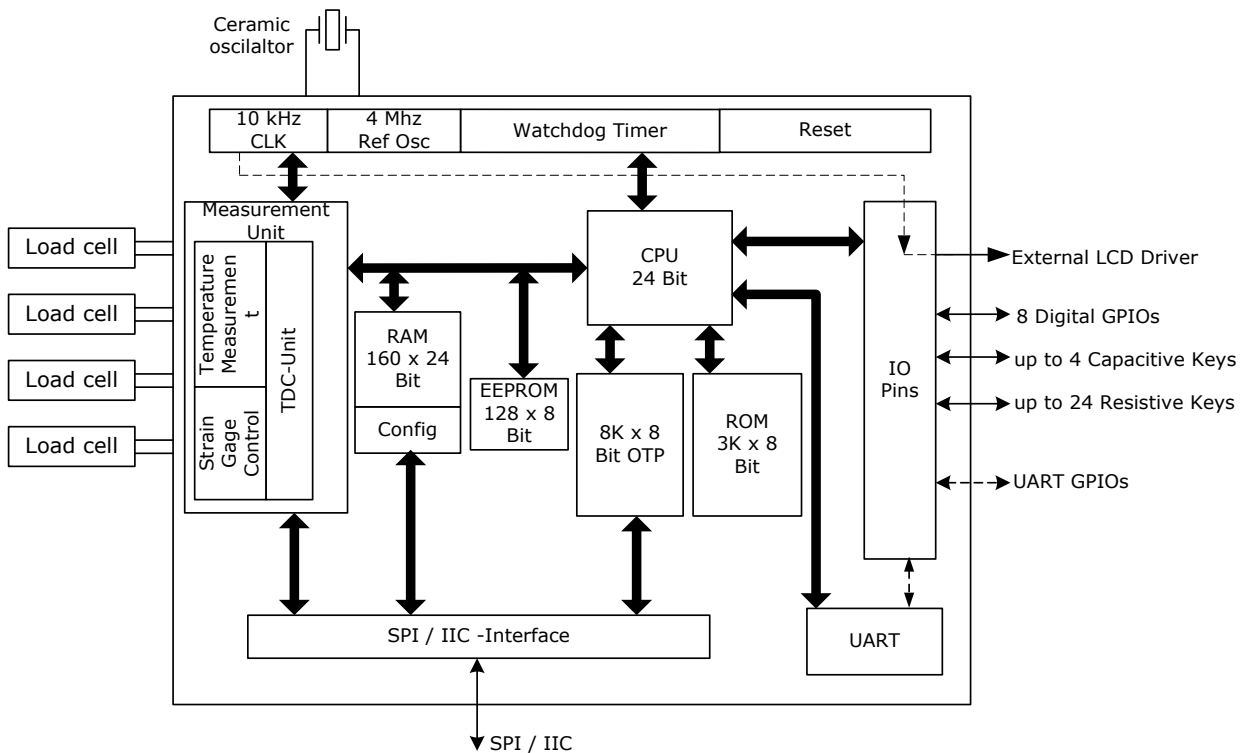 Ceramic
oscilaltor
10 kHz
CLK
4 Mhz
Ref Osc
Watchdog Timer
Reset
Measurement
Unit
Temperature
Measuremen
t
Strain
Gage
Control
TDC-Unit
Load cell
Load cell
Load cell
Load cell
CPU
24 Bit
RAM
160 x 24
Bit
Config
EEPROM
128 x 8
Bit
8K x 8
Bit OTP
ROM
3K x 8
Bit
IO
Pins
External LCD Driver
8 Digital GPIOs
up to 4 Capacitive Keys
up to 24 Resistive Keys
UART GPIOs
SPI / IIC -Interface
UART
SPI / IIC